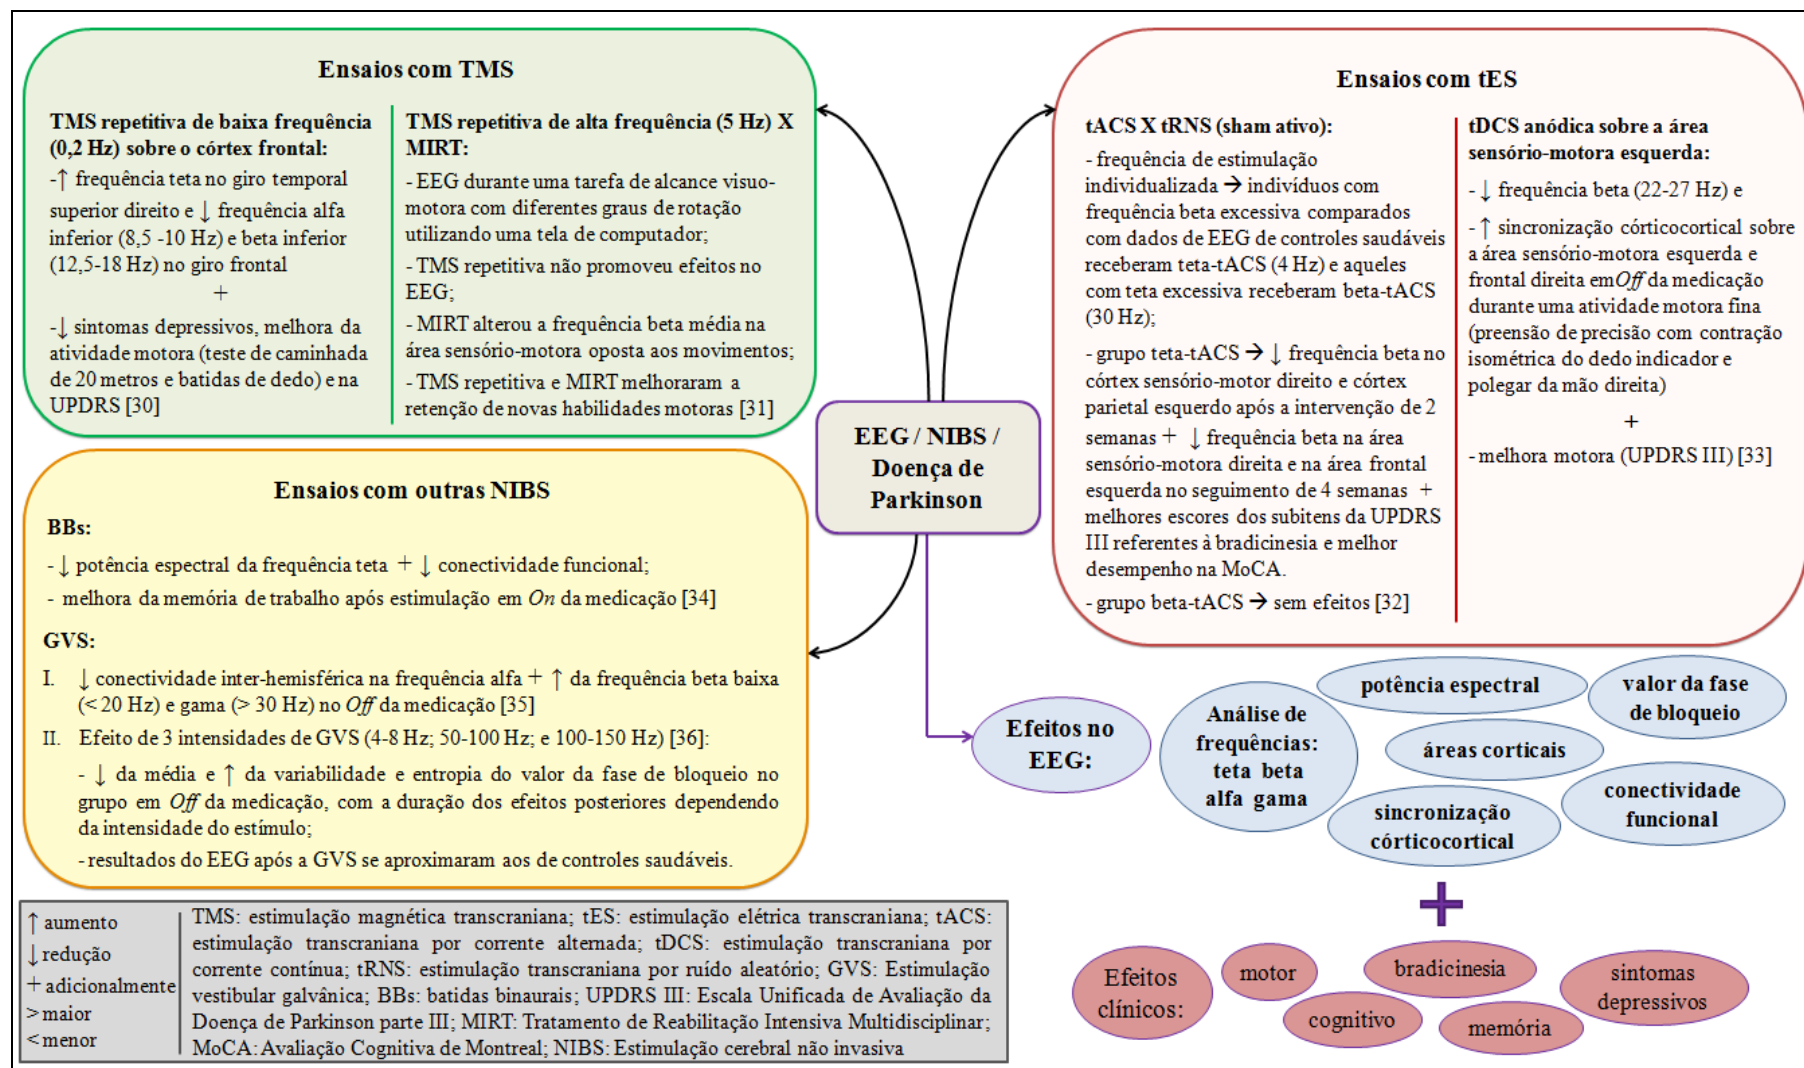 Ensaios com TMS
TMS repetitiva de baixa frequência
(0,2 Hz) sobre o córtex frontal:
-↑ frequência teta no giro temporal
superior direito e ↓ frequência alfa
inferior (8,5 -10 Hz) e beta inferior
(12,5-18 Hz) no giro frontal
+
-↓ sintomas depressivos, melhora da
atividade motora (teste de caminhada
de 20 metros e batidas de dedo) e na
UPDRS [30]
TMS repetitiva de alta frequência (5 Hz) X
MIRT:
- EEG durante uma tarefa de alcance visuo-
motora com diferentes graus de rotação
utilizando uma tela de computador;
- TMS repetitiva não promoveu efeitos no
EEG;
- MIRT alterou a frequência beta média na
área sensório-motora oposta aos movimentos;
- TMS repetitiva e MIRT melhoraram a
retenção de novas habilidades motoras [31]
Ensaios com tES
tACS X tRNS (sham ativo):
- frequência de estimulação
individualizada → indivíduos com
frequência beta excessiva comparados
com dados de EEG de controles saudáveis
receberam teta-tACS (4 Hz) e aqueles
com teta excessiva receberam beta-tACS
(30 Hz);
- grupo teta-tACS → ↓ frequência beta no
córtex sensório-motor direito e córtex
parietal esquerdo após a intervenção de 2
semanas + ↓ frequência beta na área
sensório-motora direita e na área frontal
esquerda no seguimento de 4 semanas +
melhores escores dos subitens da UPDRS
III referentes à bradicinesia e melhor
desempenho na MoCA.
- grupo beta-tACS → sem efeitos [32]
tDCS anódica sobre a área
sensório-motora esquerda:
- ↓ frequência beta (22-27 Hz) e
- ↑ sincronização córticocortical sobre
a área sensório-motora esquerda e
frontal direita em Off da medicação
durante uma atividade motora fina
(preensão de precisão com contração
isométrica do dedo indicador e
polegar da mão direita)
+
- melhora motora (UPDRS III) [33]
EEG / NIBS /
Doença de
Parkinson
Ensaios com outras NIBS
BBs:
- ↓ potência espectral da frequência teta + ↓ conectividade funcional;
- melhora da memória de trabalho após estimulação em On da medicação [34]
GVS:
I. ↓ conectividade inter-hemisférica na frequência alfa + ↑ da frequência beta baixa
(< 20 Hz) e gama (> 30 Hz) no Off da medicação [35]
II. Efeito de 3 intensidades de GVS (4-8 Hz; 50-100 Hz; e 100-150 Hz) [36]:
- ↓ da média e ↑ da variabilidade e entropia do valor da fase de bloqueio no
grupo em Off da medicação, com a duração dos efeitos posteriores dependendo
da intensidade do estímulo;
- resultados do EEG após a GVS se aproximaram aos de controles saudáveis.
Efeitos no
EEG:
Análise de
frequências:
teta beta
alfa gama
potência espectral
valor da fase
de bloqueio
áreas corticais
sincronização
córticocortical
conectividade
funcional
+
Efeitos
clínicos:
motor
bradicinesia
sintomas
depressivos
cognitivo
memória
↑ aumento
↓ redução
+ adicionalmente
> maior
< menor
TMS: estimulação magnética transcraniana; tES: estimulação elétrica transcraniana; tACS:
estimulação transcraniana por corrente alternada; tDCS: estimulação transcraniana por
corrente contínua; tRNS: estimulação transcraniana por ruído aleatório; GVS: Estimulação
vestibular galvânica; BBs: batidas binaurais; UPDRS III: Escala Unificada de Avaliação da
Doença de Parkinson parte III; MIRT: Tratamento de Reabilitação Intensiva Multidisciplinar;
MoCA: Avaliação Cognitiva de Montreal; NIBS: Estimulação cerebral não invasiva